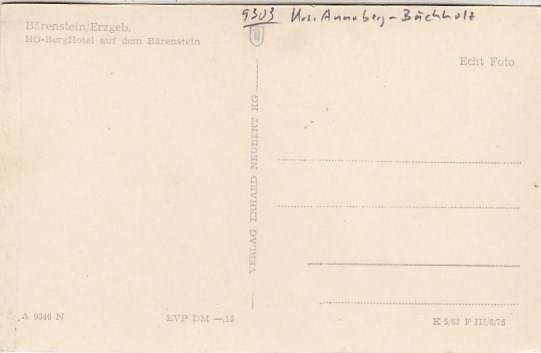 9303 Krs. Annaberg-Buchholz
Bärenstein/Erzgeb.
HO-Berghotel auf dem Bärenstein
Echt Foto
VERLAG ERHARD NEUBERT KG
A 9346 N
EVP DM —,15
K 5/67 F III/6/75